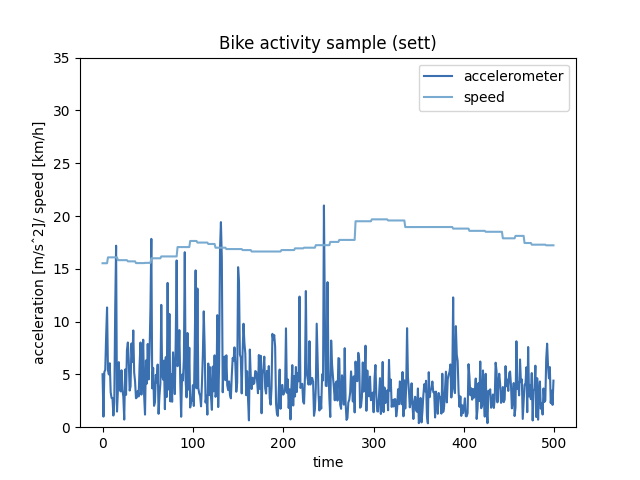 Bike activity sample (sett)
accelerometer
speed
acceleration [m/s^2]/ speed [km/h]
35
30
25
20
15
10
5
0
0 100 200 300 400 500
time